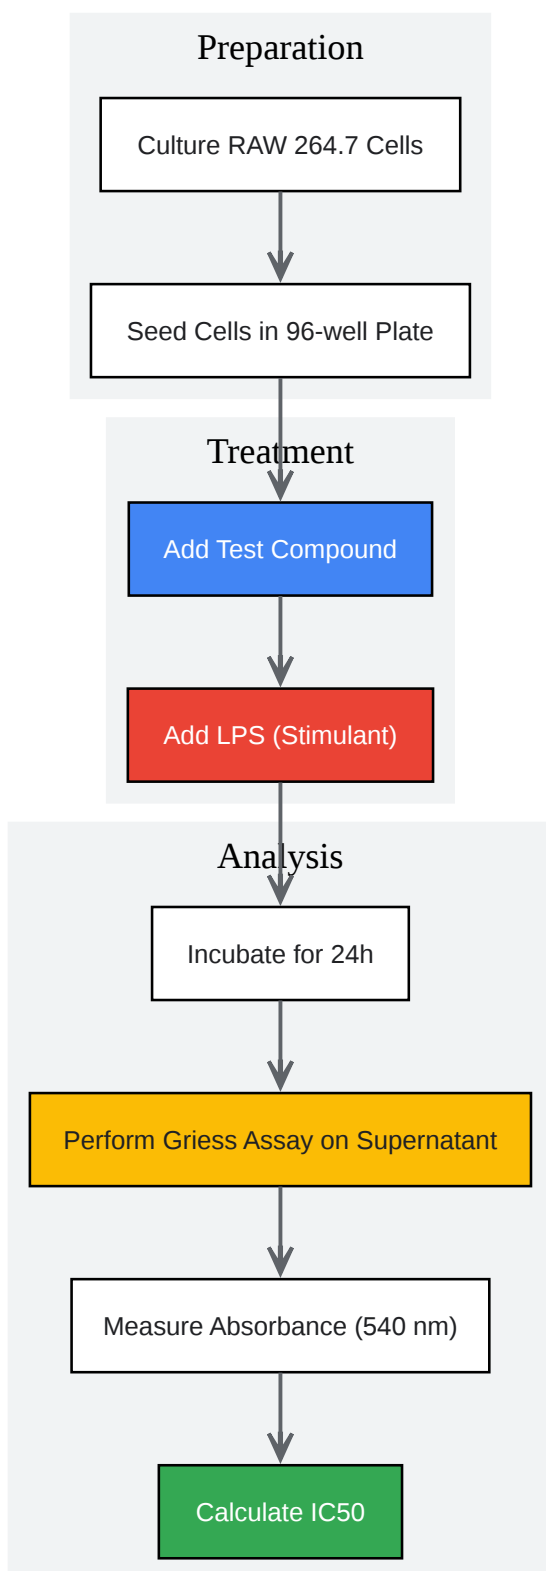 Preparation
Culture RAW 264.7 Cells
Seed Cells in 96-well Plate
Treatment
Add Test Compound
Add LPS (Stimulant)
Analysis
Incubate for 24h
Perform Griess Assay on Supernatant
Measure Absorbance (540 nm)
Calculate IC50